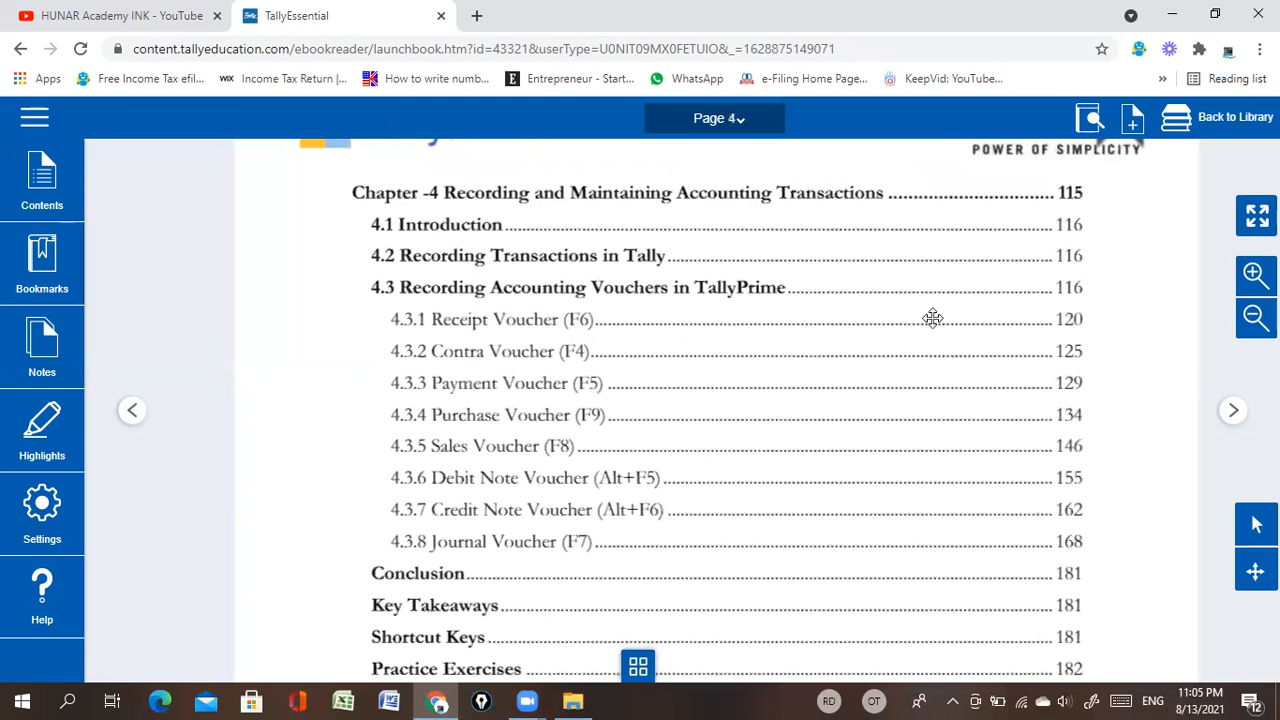 HUNAR Academy INK - YouTube
TallyEssential
content.tallyeducation.com/ebookreader/launchbook.htm?id=43321&userType=U0NIT09MX0FETUlO&_=1628875149071
Apps
Free Income Tax efil...
WIX Income Tax Return |...
How to write numb...
E Entrepreneur - Start...
WhatsApp
e-Filing Home Page...
KeepVid: YouTube...
»
Reading list
Page 4
Back to Library
Contents
Bookmarks
Notes
Highlights
Settings
Help
POWER OF SIMPLICITY
Chapter -4 Recording and Maintaining Accounting Transactions .................................. 115
4.1 Introduction .................................. 116
4.2 Recording Transactions in Tally .................................. 116
4.3 Recording Accounting Vouchers in TallyPrime .................................. 116
4.3.1 Receipt Voucher (F6) .................................. 120
4.3.2 Contra Voucher (F4) .................................. 125
4.3.3 Payment Voucher (F5) .................................. 129
4.3.4 Purchase Voucher (F9) .................................. 134
4.3.5 Sales Voucher (F8) .................................. 146
4.3.6 Debit Note Voucher (Alt+F5) .................................. 155
4.3.7 Credit Note Voucher (Alt+F6) .................................. 162
4.3.8 Journal Voucher (F7) .................................. 168
Conclusion .................................. 181
Key Takeaways .................................. 181
Shortcut Keys .................................. 181
Practice Exercises .................................. 182
RD
OT
ENG
11:05 PM
8/13/2021
12